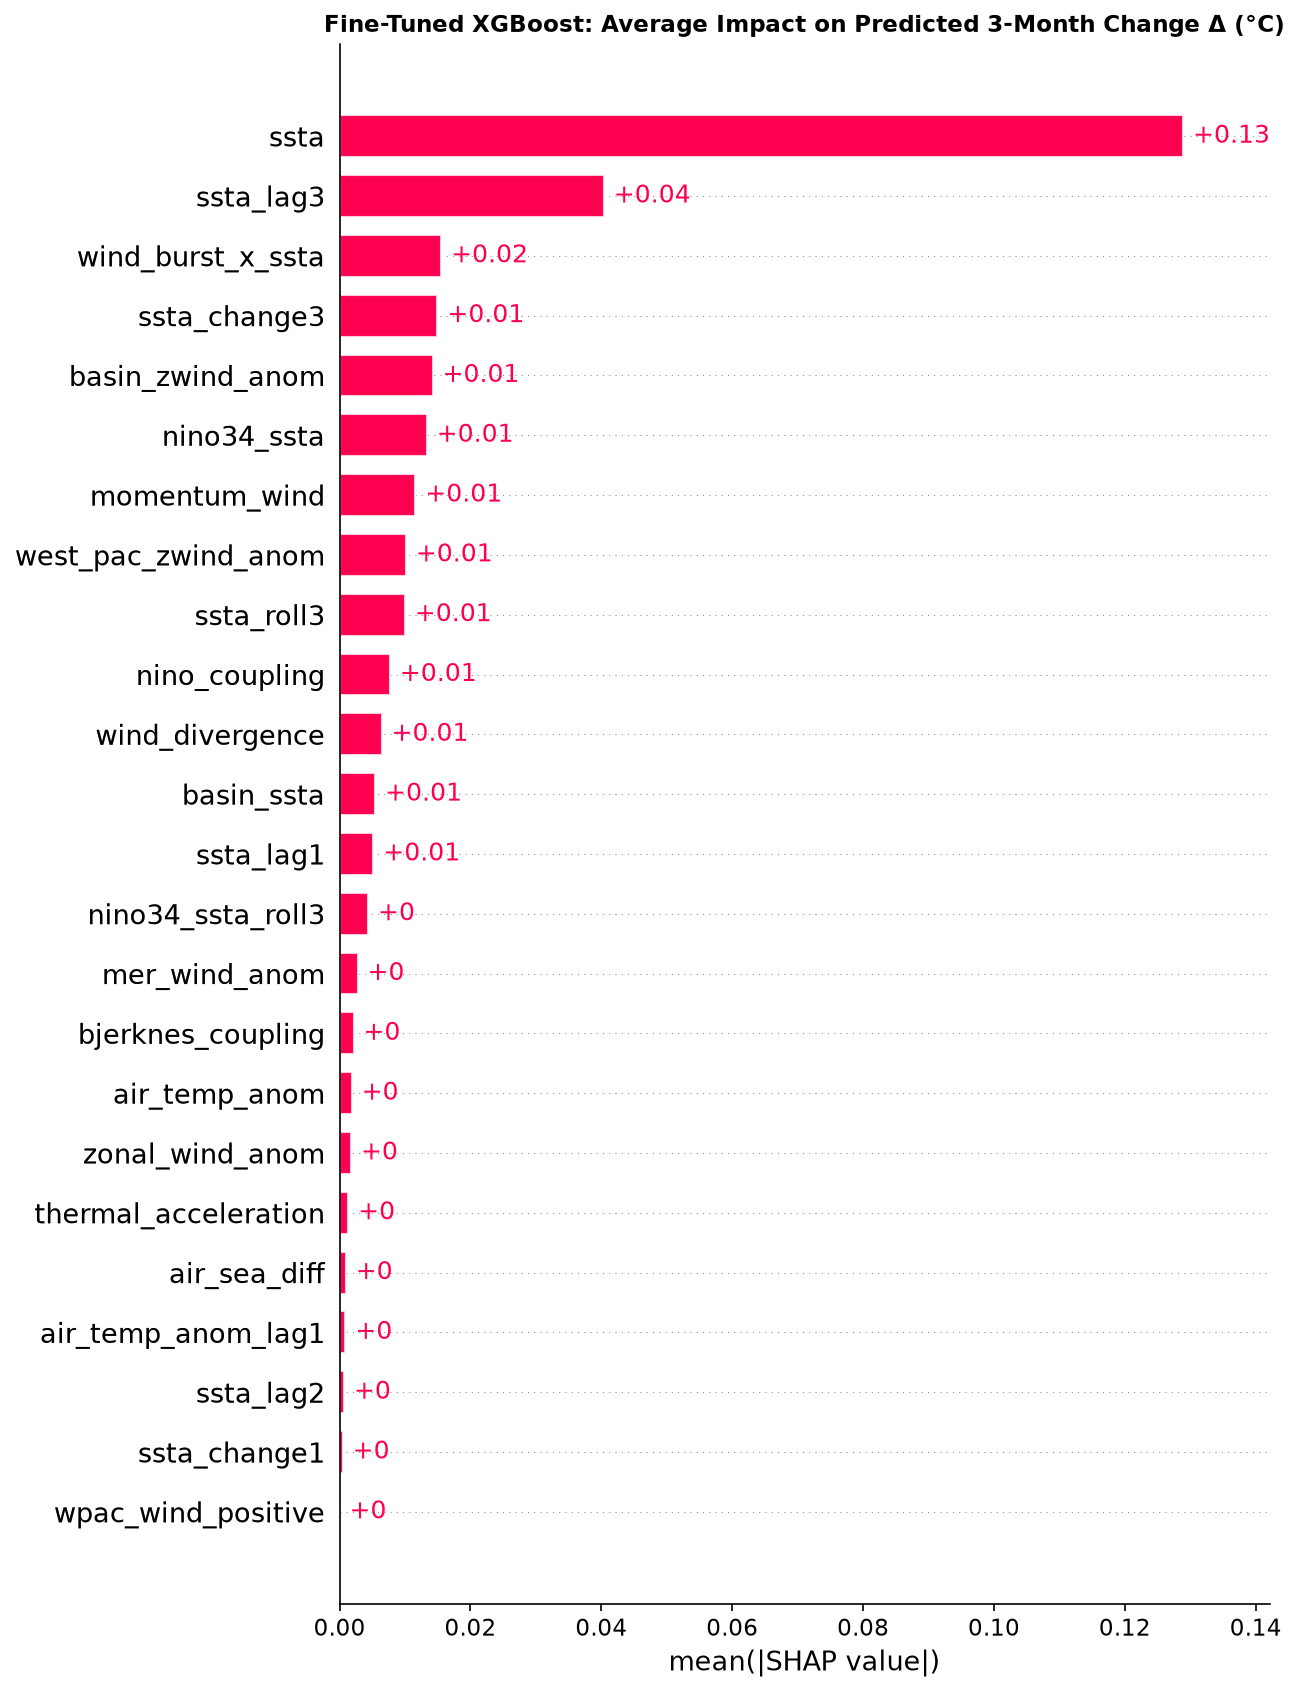 Fine-Tuned XGBoost: Average Impact on Predicted 3-Month Change Δ (°C)
ssta +0.13
ssta_lag3 +0.04
wind_burst_x_ssta +0.02
ssta_change3 +0.01
basin_zwind_anom +0.01
nino34_ssta +0.01
momentum_wind +0.01
west_pac_zwind_anom +0.01
ssta_roll3 +0.01
nino_coupling +0.01
wind_divergence +0.01
basin_ssta +0.01
ssta_lag1 +0.01
nino34_ssta_roll3 +0
mer_wind_anom +0
bjerknes_coupling +0
air_temp_anom +0
zonal_wind_anom +0
thermal_acceleration +0
air_sea_diff +0
air_temp_anom_lag1 +0
ssta_lag2 +0
ssta_change1 +0
wpac_wind_positive +0
0.00 0.02 0.04 0.06 0.08 0.10 0.12 0.14
mean(|SHAP value|)